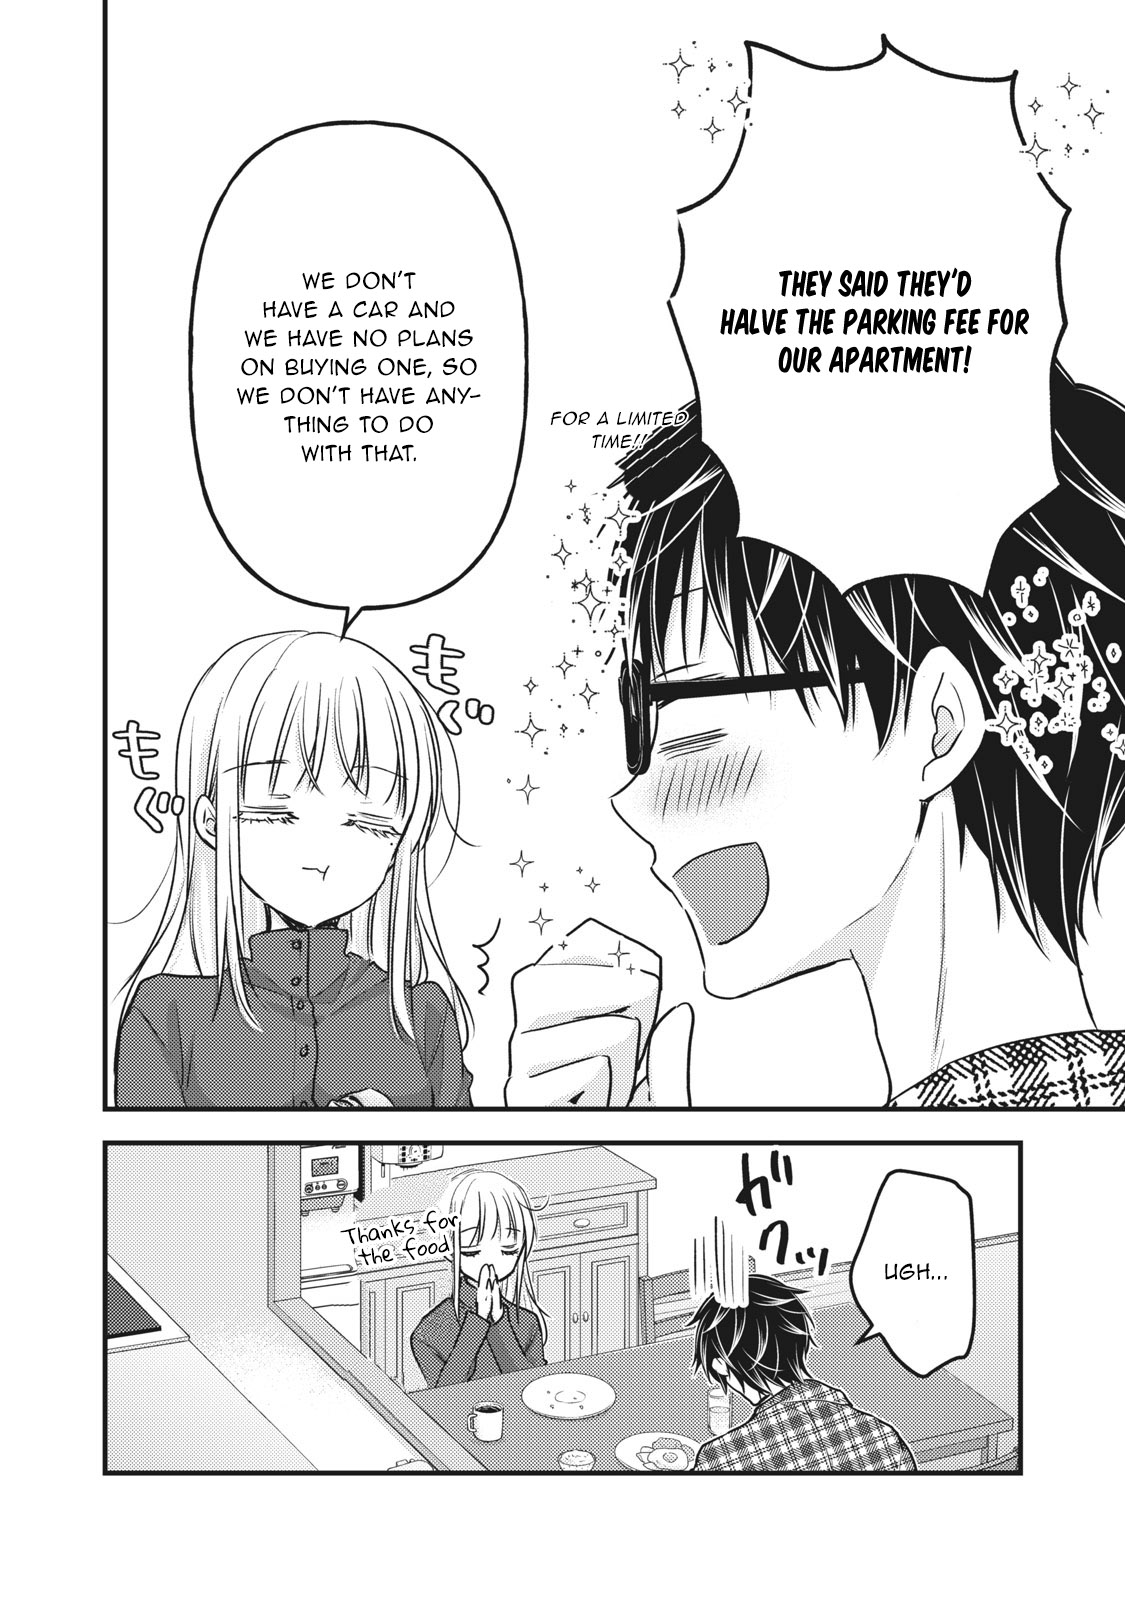 THEY SAID THEY'D
HALVE THE PARKING FEE FOR
OUR APARTMENT!
FOR A LIMITED
TIME!!
WE DON'T
HAVE A CAR AND
WE HAVE NO PLANS
ON BUYING ONE, SO
WE DON'T HAVE ANY-
THING TO DO
WITH THAT.
もぐ
もぐ
UGH...
ガクッ
Thanks for
the food